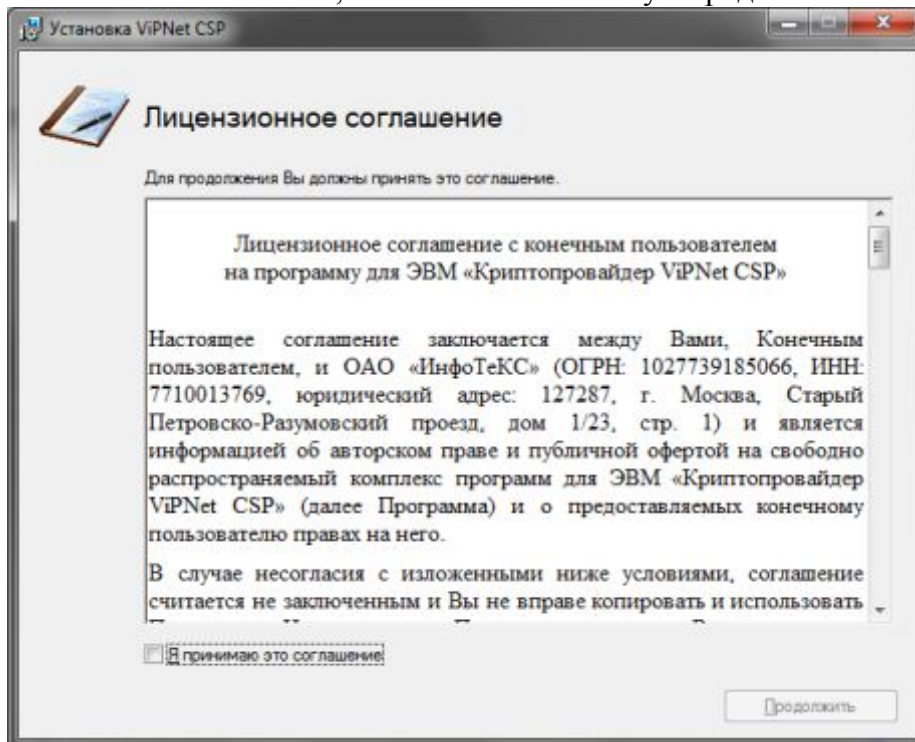 Установка ViPNet CSP
Лицензионное соглашение
Для продолжения Вы должны принять это соглашение.
Лицензионное соглашение с конечным пользователем
на программу для ЭВМ «Криптопровайдер ViPNet CSP»
Настоящее соглашение заключается между Вами, Конечным
пользователем, и ОАО «ИнфоТеКС» (ОГРН: 1027739185066, ИНН:
7710013769, юридический адрес: 127287, г. Москва, Старый
Петровско-Разумовский проезд, дом 1/23, стр. 1) и является
информацией об авторском праве и публичной офертой на свободно
распространяемый комплекс программ для ЭВМ «Криптопровайдер
ViPNet CSP» (далее Программа) и о предоставляемых конечному
пользователю правах на него.
В случае несогласия с изложенными ниже условиями, соглашение
считается не заключенным и Вы не вправе копировать и использовать
Я принимаю это соглашение
Продолжить